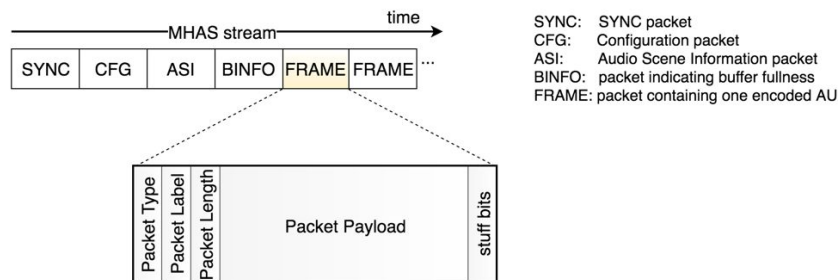 time
MHAS stream
SYNC CFG ASI BINFO FRAME FRAME ...
SYNC: SYNC packet
CFG: Configuration packet
ASI: Audio Scene Information packet
BINFO: packet indicating buffer fullness
FRAME: packet containing one encoded AU
Packet Type
Packet Label
Packet Length
Packet Payload
stuff bits